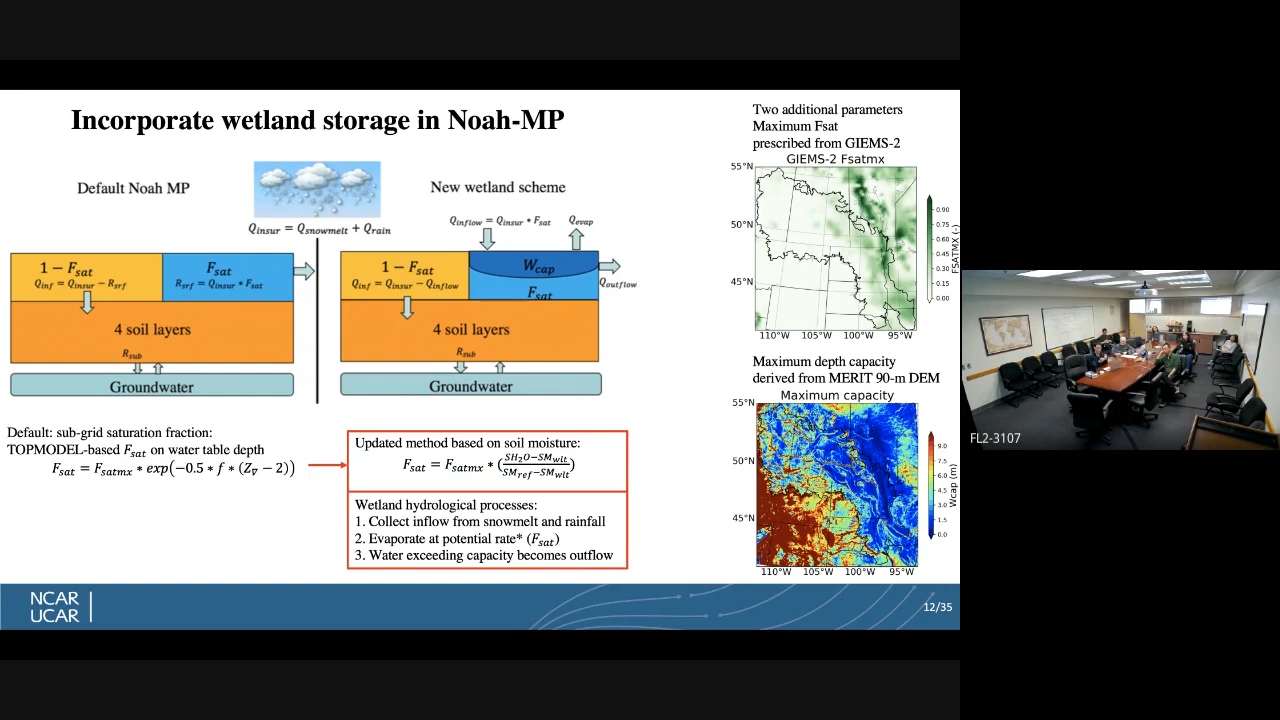 Incorporate wetland storage in Noah-MP
Default Noah MP
New wetland scheme
Q_insur = Q_snowmelt + Q_rain
Q_inflow = Q_insur * F_sat
Q_evap
1 − F_sat
Q_inf = Q_insur − R_srf
F_sat
R_srf = Q_insur * F_sat
4 soil layers
R_sub
Groundwater
1 − F_sat
Q_inf = Q_insur − Q_inflow
W_cap
F_sat
Q_outflow
4 soil layers
R_sub
Groundwater
Default: sub-grid saturation fraction:
TOPMODEL-based F_sat on water table depth
F_sat = F_satmx * exp(−0.5 * f * (Z_∇ − 2))
Updated method based on soil moisture:
F_sat = F_satmx * (SH_2O−SM_wlt / SM_ref−SM_wlt)
Wetland hydrological processes:
1. Collect inflow from snowmelt and rainfall
2. Evaporate at potential rate* (F_sat)
3. Water exceeding capacity becomes outflow
Two additional parameters
Maximum Fsat
prescribed from GIEMS-2
GIEMS-2 Fsatmx
55°N
50°N
45°N
110°W 105°W 100°W 95°W
0.90
0.75
0.60
0.45
0.30
0.15
0.00
FSATMX (-)
Maximum depth capacity
derived from MERIT 90-m DEM
Maximum capacity
55°N
50°N
45°N
110°W 105°W 100°W 95°W
9.0
7.5
6.0
4.5
3.0
1.5
0.0
Wcap (m)
NCAR
UCAR
12/35
FL2-3107